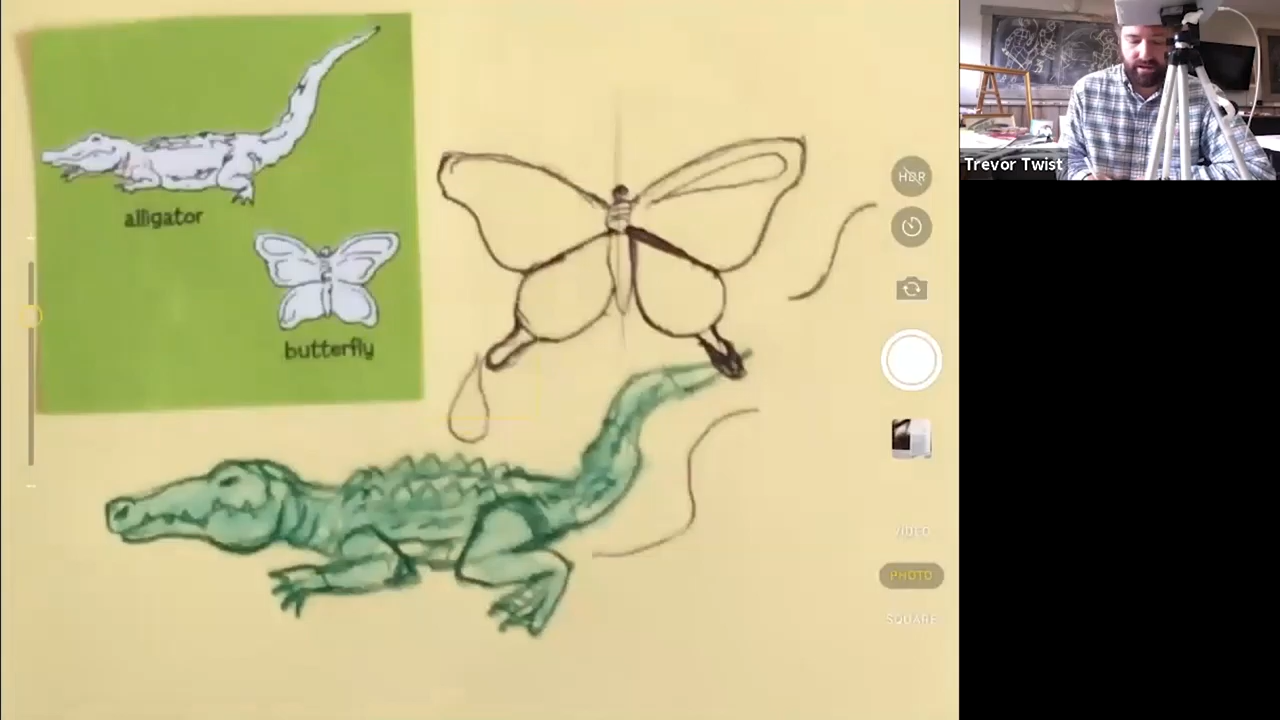 alligator
butterfly
HDR
VIDEO
PHOTO
SQUARE
Trevor Twist